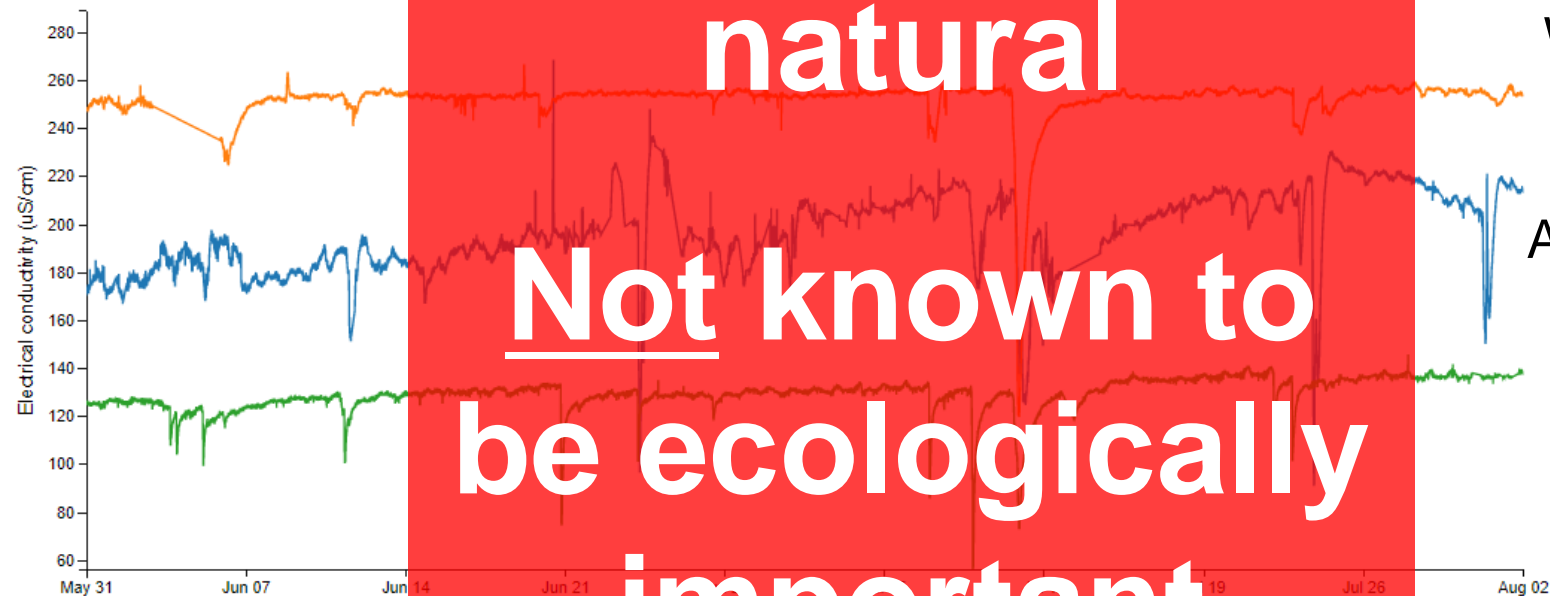 natural
Not known to
be ecologically
important
Electrical conductivity (uS/cm)
280
260
240
220
200
180
160
140
120
100
80
60
May 31
Jun 07
Jun 14
Jun 21
19
Jul 26
Aug 02
A